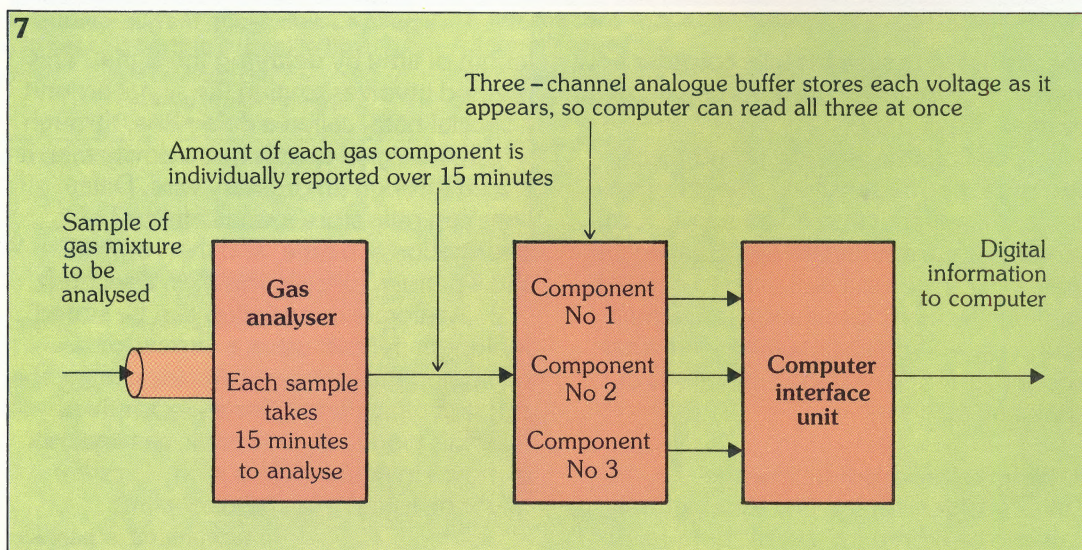 7
Three – channel analogue buffer stores each voltage as it
appears, so computer can read all three at once
Amount of each gas component is
individually reported over 15 minutes
Sample of
gas mixture
to be
analysed
Gas
analyser
Each sample
takes
15 minutes
to analyse
Component
No 1
Component
No 2
Component
No 3
Computer
interface
unit
Digital
information
to computer